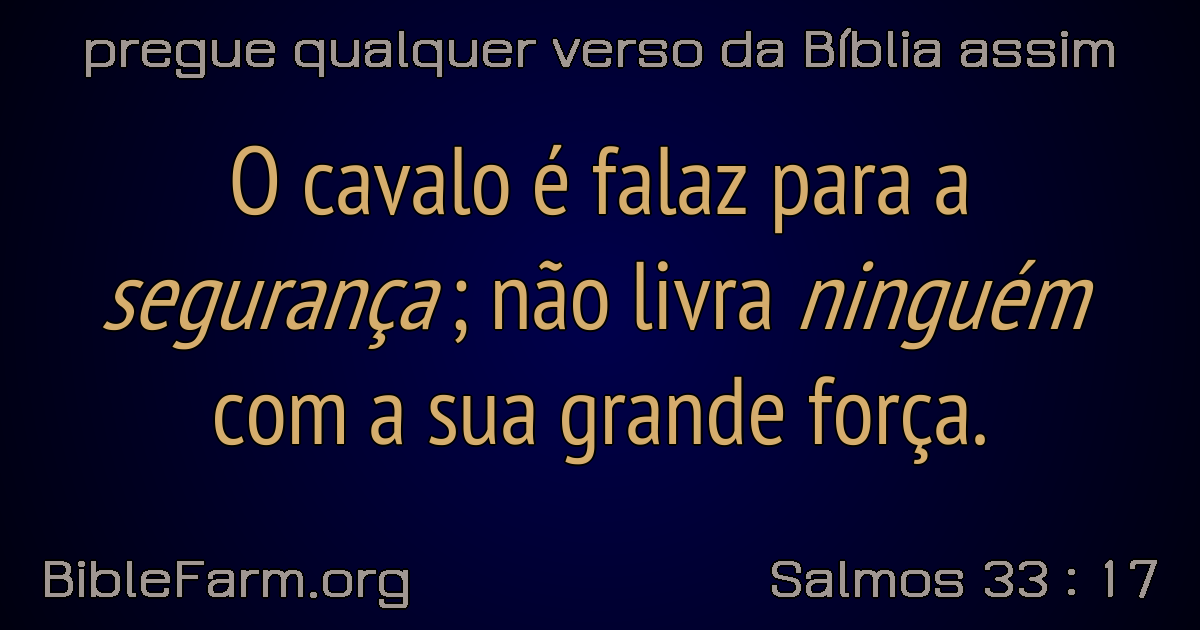 pregue qualquer verso da Bíblia assim
O cavalo é falaz para a
segurança; não livra ninguém
com a sua grande força.
BibleFarm.org
Salmos 33 : 17